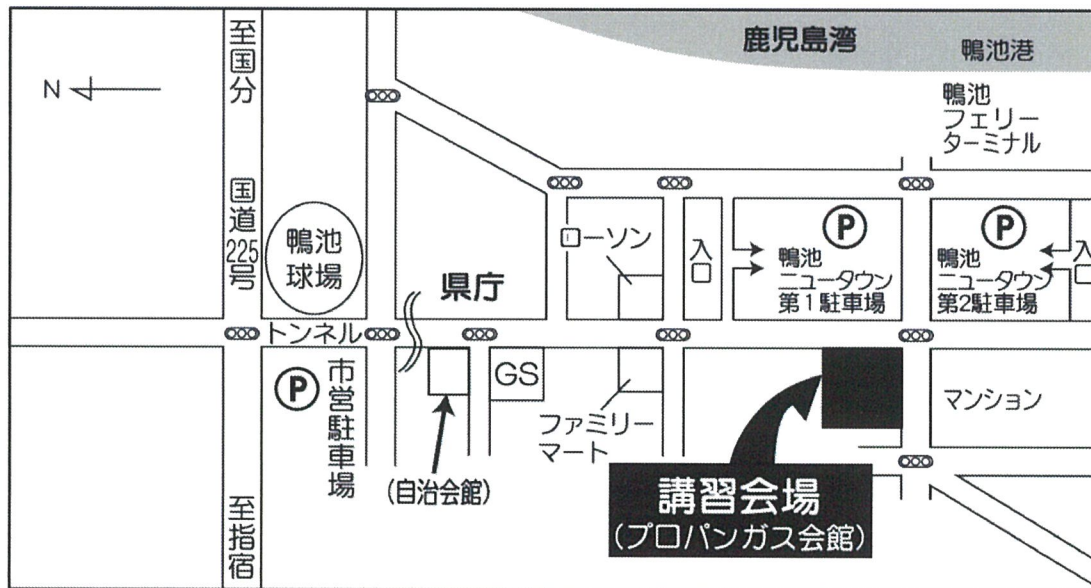 鹿児島湾
鴨池港
N
至国分
国道225号
至指宿
鴨池
球場
トンネル
P
市営駐車場
県庁
(自治会館)
GS
ローソン
ファミリー
マート
入口
P
鴨池
ニュータウン
第1駐車場
鴨池
フェリー
ターミナル
P
鴨池
ニュータウン
第2駐車場
入口
マンション
講習会場
(プロパンガス会館)